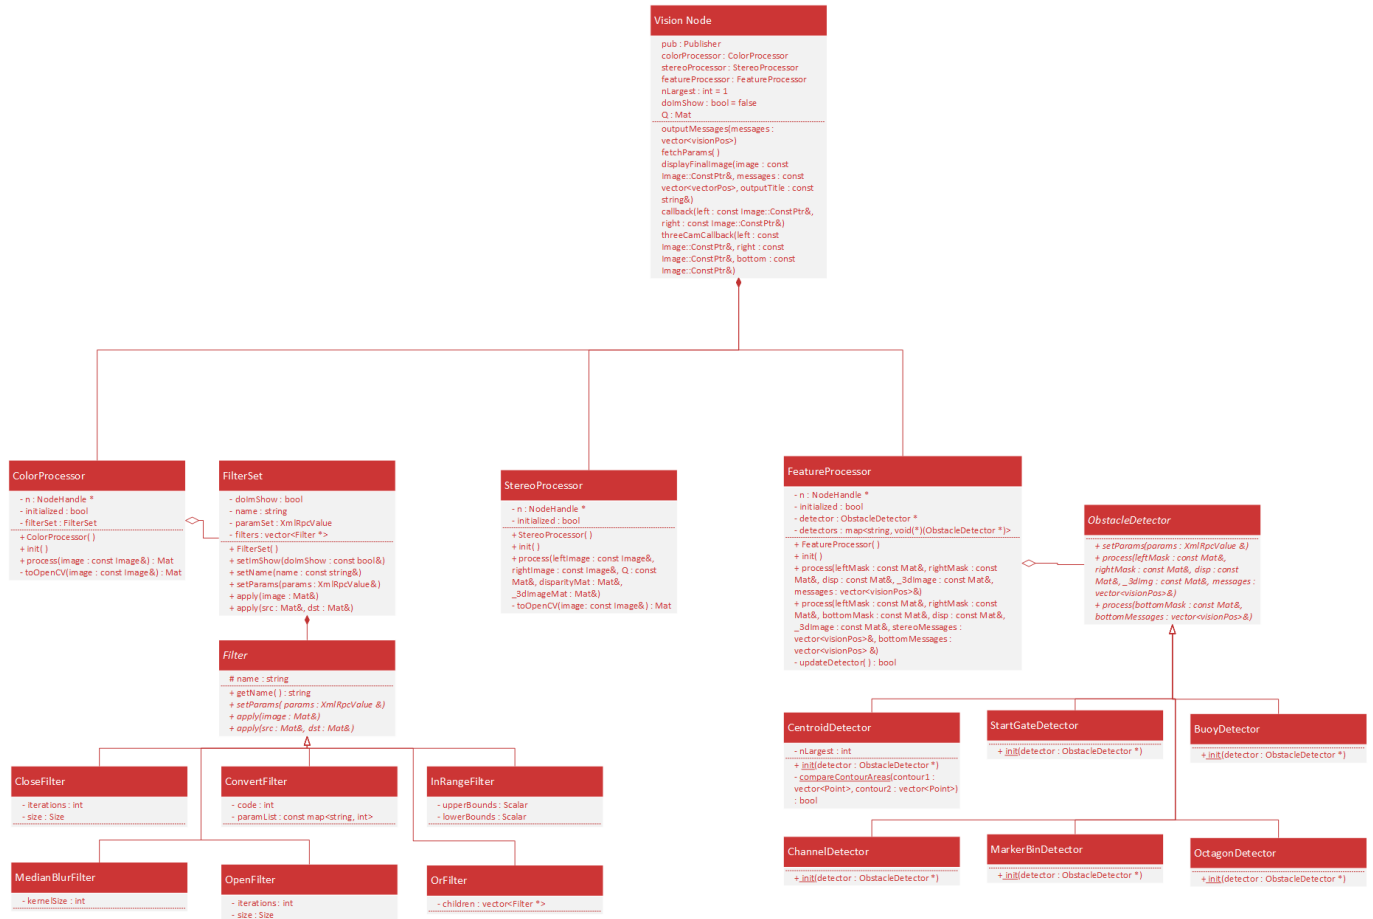 Vision Node
pub : Publisher
colorProcessor : ColorProcessor
stereoProcessor : StereoProcessor
featureProcessor : FeatureProcessor
nLargest : int = 1
doImShow : bool = false
Q : Mat
outputMessages(messages :
vector<visionPos>)
fetchParams( )
displayFinalImage(image : const
Image::ConstPtr&, messages : const
vector<vectorPos>, outputTitle : const
string&)
callback(left : const Image::ConstPtr&,
right : const Image::ConstPtr&)
threeCamCallback(left : const
Image::ConstPtr&, right : const
Image::ConstPtr&, bottom : const
Image::ConstPtr&)
ColorProcessor
- n : NodeHandle *
- initialized : bool
- filterSet : FilterSet
+ ColorProcessor( )
+ init( )
+ process(image : const Image&) : Mat
- toOpenCV(image : const Image&) : Mat
FilterSet
- doImShow : bool
- name : string
- paramSet : XmlRpcValue
- filters : vector<Filter *>
+ FilterSet( )
+ setImShow(doImShow : const bool&)
+ setName(name : const string&)
+ setParams(params : XmlRpcValue&)
+ apply(image : Mat&)
+ apply(src : Mat&, dst : Mat&)
StereoProcessor
- n : NodeHandle *
- initialized : bool
+ StereoProcessor( )
+ init( )
+ process(leftImage : const Image&,
rightImage : const Image&, Q : const
Mat&, disparityMat : Mat&,
_3dImageMat : Mat&)
- toOpenCV(image: const Image&) : Mat
FeatureProcessor
- n : NodeHandle *
- initialized : bool
- detector : ObstacleDetector *
- detectors : map<string, void(*)(ObstacleDetector *)>
+ FeatureProcessor( )
+ init( )
+ process(leftMask : const Mat&, rightMask : const
Mat&, disp : const Mat&, _3dImage : const Mat&,
messages : vector<visionPos>&)
+ process(leftMask : const Mat&, rightMask : const
Mat&, bottomMask : const Mat&, disp : const Mat&,
_3dImage : const Mat&, stereoMessages :
vector<visionPos>&, bottomMessages :
vector<visionPos> &)
- updateDetector( ) : bool
ObstacleDetector
+ setParams(params : XmlRpcValue &)
+ process(leftMask : const Mat&,
rightMask : const Mat&, disp : const
Mat&, _3dImg : const Mat&, messages :
vector<visionPos>&)
+ process(bottomMask : const Mat&,
bottomMessages : vector<visionPos>&)
Filter
# name : string
+ getName( ) : string
+ setParams( params : XmlRpcValue &)
+ apply(image : Mat&)
+ apply(src : Mat&, dst : Mat&)
CloseFilter
- iterations : int
- size : Size
ConvertFilter
- code : int
- paramList : const map<string, int>
InRangeFilter
- upperBounds : Scalar
- lowerBounds : Scalar
MedianBlurFilter
- kernelSize : int
OpenFilter
- iterations : int
- size : Size
OrFilter
- children : vector<Filter *>
CentroidDetector
- nLargest : int
+ init(detector : ObstacleDetector *)
- compareContourAreas(contour1 :
vector<Point>, contour2 : vector<Point>)
: bool
StartGateDetector
+ init(detector : ObstacleDetector *)
BuoyDetector
+ init(detector : ObstacleDetector *)
ChannelDetector
+ init(detector : ObstacleDetector *)
MarkerBinDetector
+ init(detector : ObstacleDetector *)
OctagonDetector
+ init(detector : ObstacleDetector *)